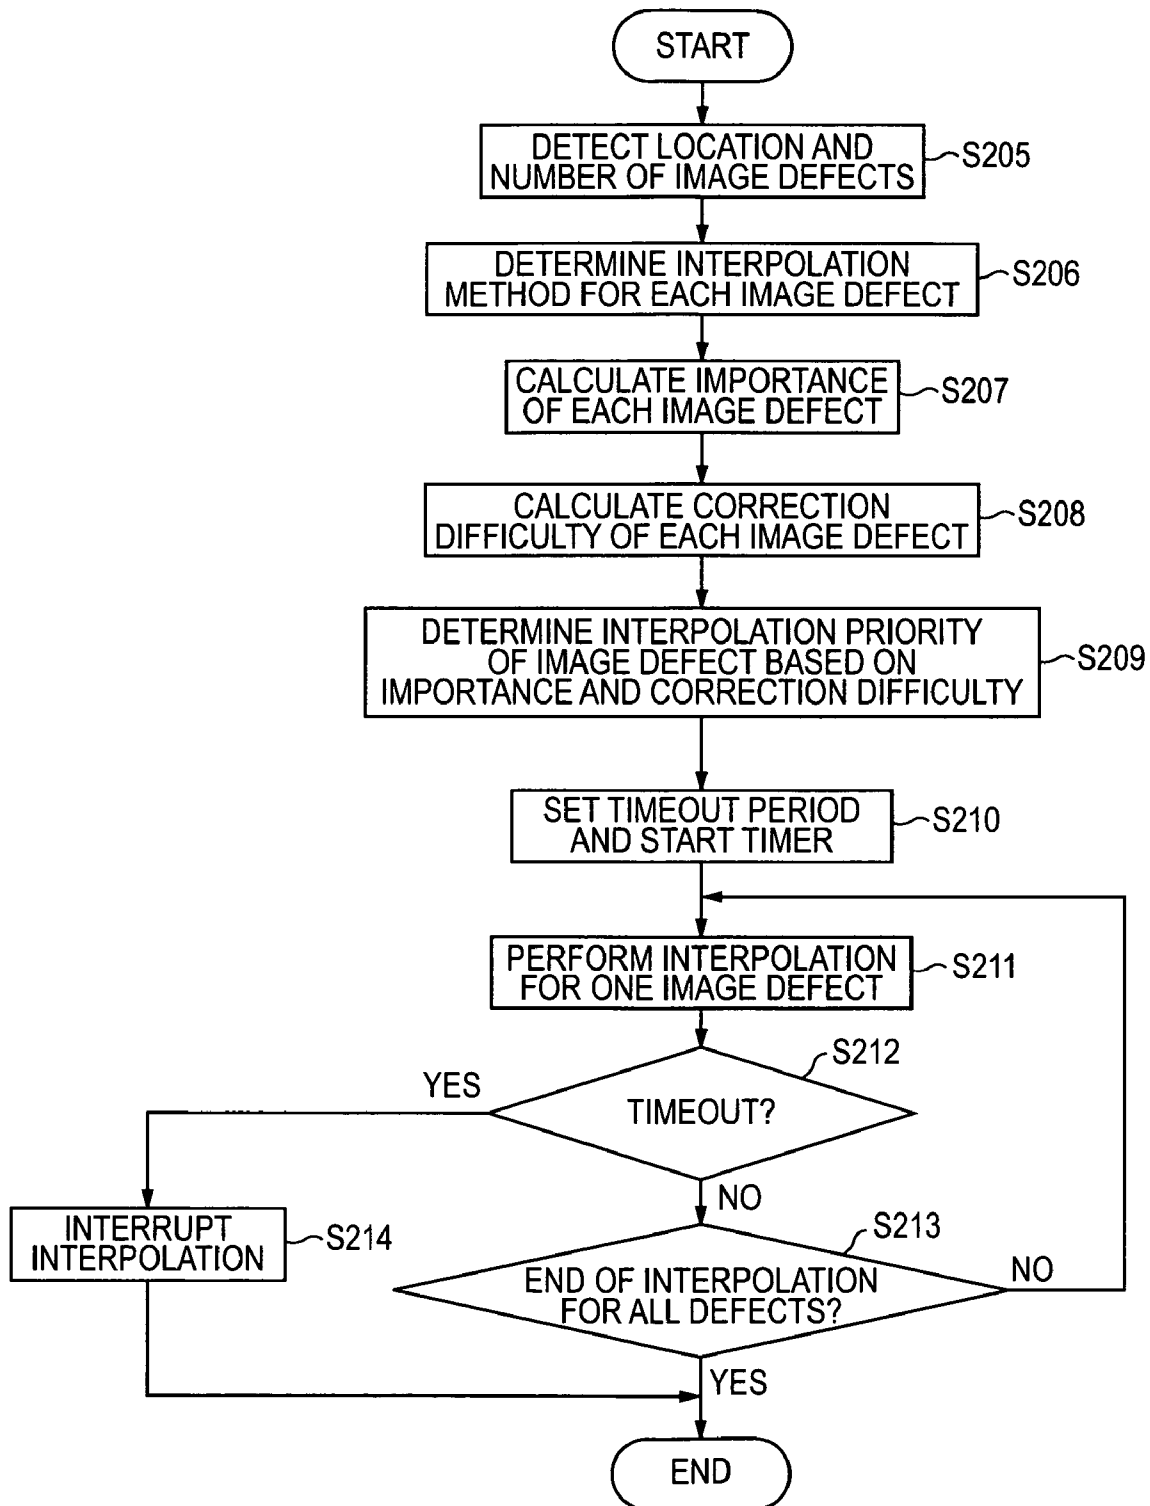 START
DETECT LOCATION AND
NUMBER OF IMAGE DEFECTS
S205
DETERMINE INTERPOLATION
METHOD FOR EACH IMAGE DEFECT
S206
CALCULATE IMPORTANCE
OF EACH IMAGE DEFECT
S207
CALCULATE CORRECTION
DIFFICULTY OF EACH IMAGE DEFECT
S208
DETERMINE INTERPOLATION PRIORITY
OF IMAGE DEFECT BASED ON
IMPORTANCE AND CORRECTION DIFFICULTY
S209
SET TIMEOUT PERIOD
AND START TIMER
S210
PERFORM INTERPOLATION
FOR ONE IMAGE DEFECT
S211
S212
YES
TIMEOUT?
NO
INTERRUPT
INTERPOLATION
S214
S213
END OF INTERPOLATION
FOR ALL DEFECTS?
NO
YES
END